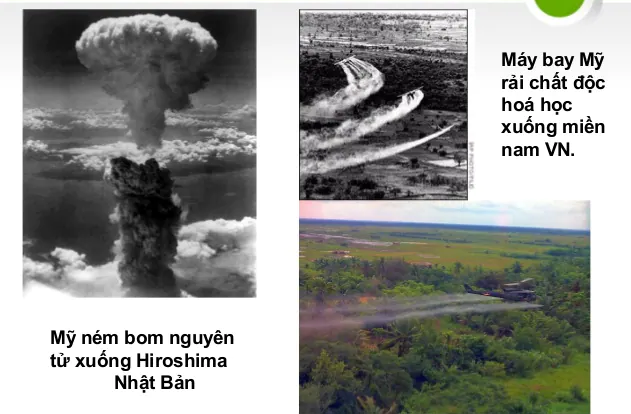 Máy bay Mỹ
rải chất độc
hoá học
xuống miền
nam VN.
Mỹ ném bom nguyên
tử xuống Hiroshima
Nhật Bản